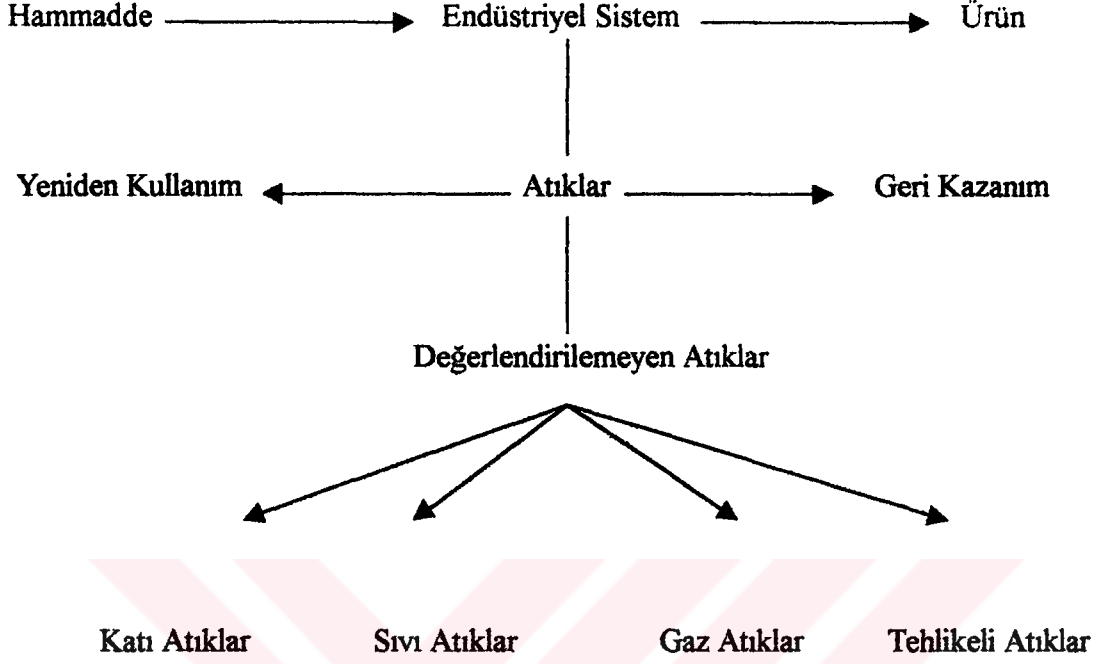 Hammadde Endüstriyel Sistem Ürün
Yeniden Kullanım Atıklar Geri Kazanım
Değerlendirilemeyen Atıklar
Katı Atıklar Sıvı Atıklar Gaz Atıklar Tehlikeli Atıklar